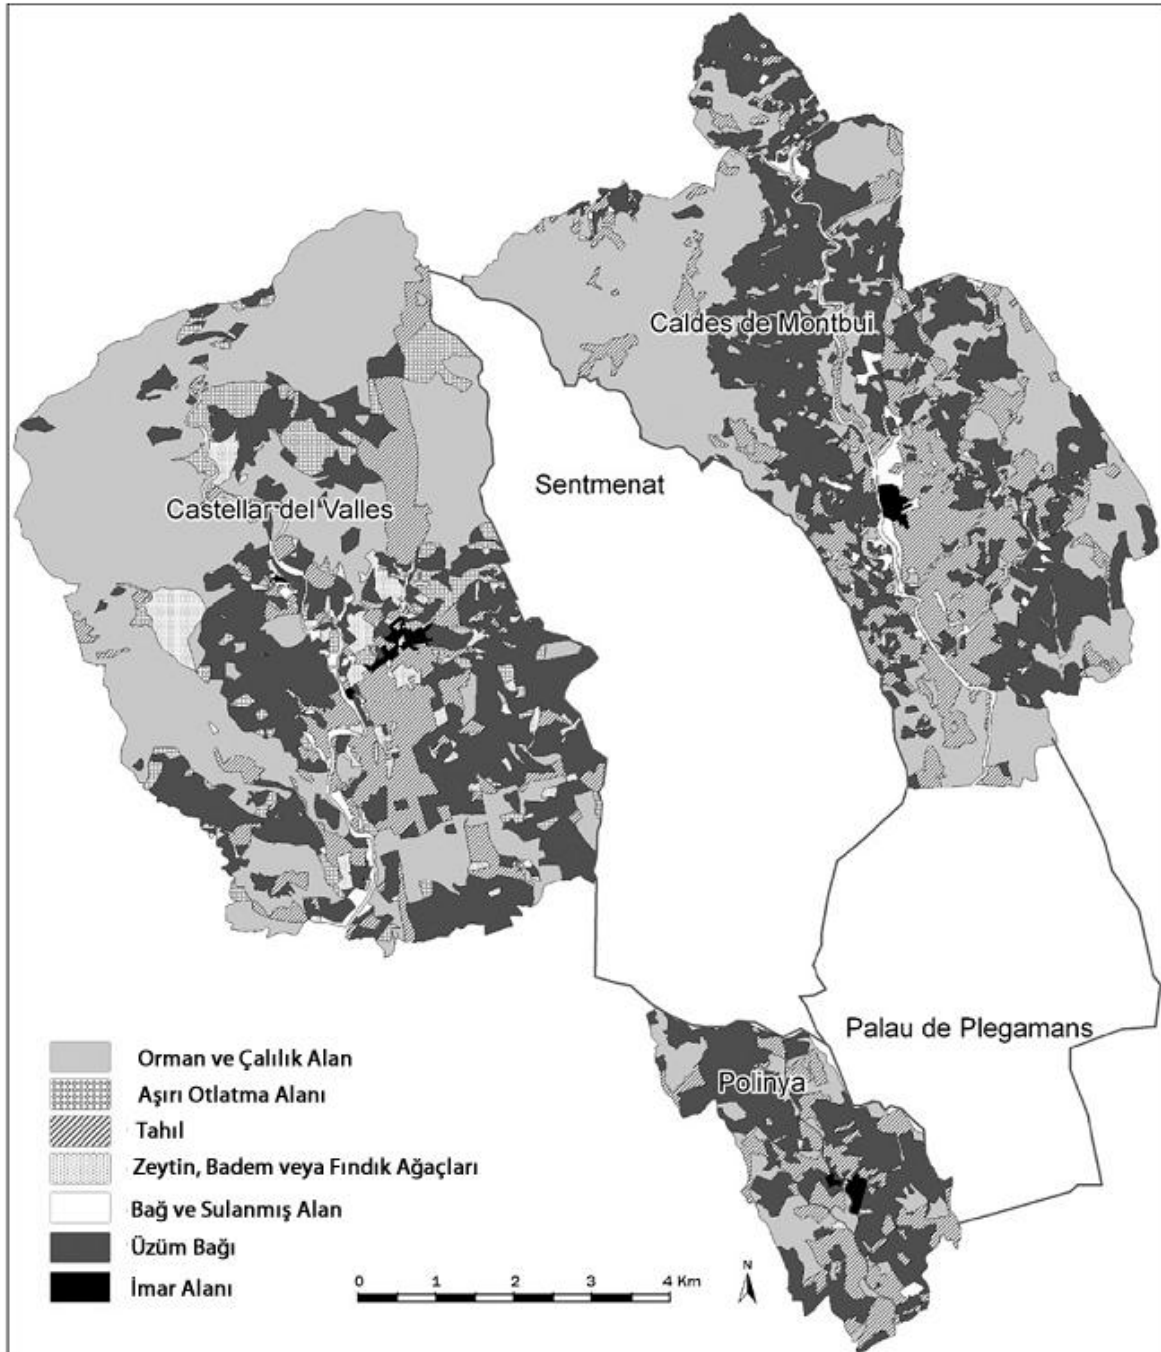 Caldes de Montbui
Sentmenat
Castellar del Valles
Palau de Plegamans
Polinya
Orman ve Çalılık Alan
Aşırı Otlatma Alanı
Tahıl
Zeytin, Badem veya Fındık Ağaçları
Bağ ve Sulanmış Alan
Üzüm Bağı
İmar Alanı
0 1 2 3 4 Km
N